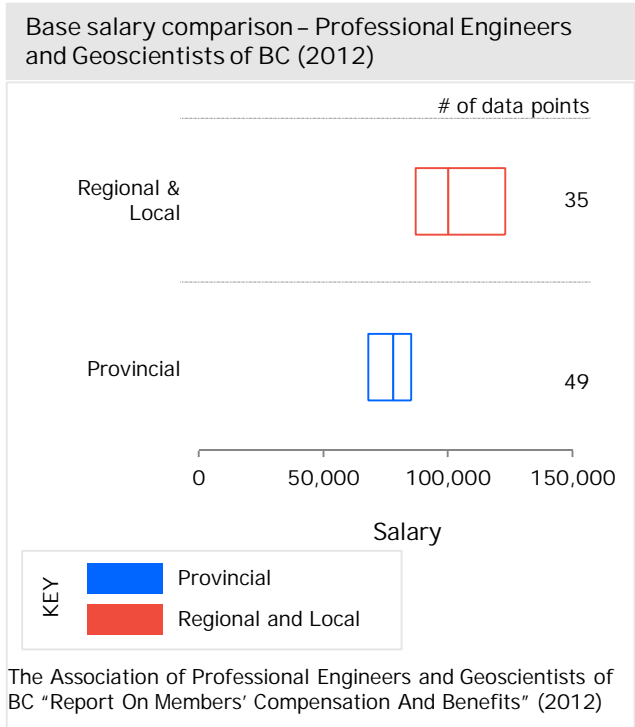 Base salary comparison – Professional Engineers
and Geoscientists of BC (2012)
# of data points
Regional &
Local
35
Provincial
49
0 50,000 100,000 150,000
Salary
KEY
Provincial
Regional and Local
The Association of Professional Engineers and Geoscientists of
BC “Report On Members’ Compensation And Benefits” (2012)